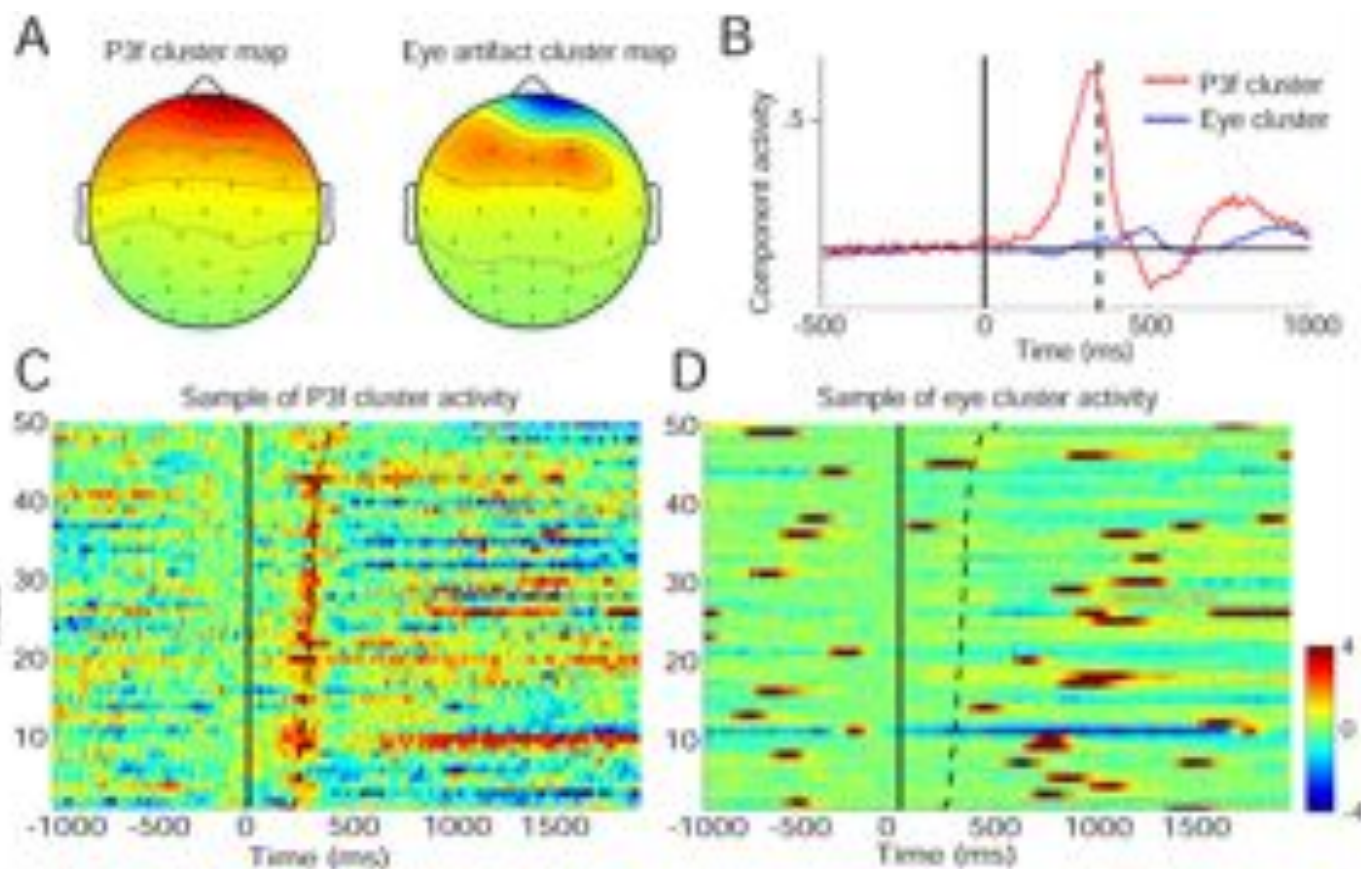 A
P3f cluster map
Eye artifact cluster map
B
P3f cluster
Eye cluster
.5
Component activity
-500 0 500 1000
Time (ms)
C
Sample of P3f cluster activity
50
40
30
20
10
-1000 -500 0 500 1000 1500
Time (ms)
D
Sample of eye cluster activity
50
40
30
20
10
-1000 -500 0 500 1000 1500
Time (ms)
4
0
-4